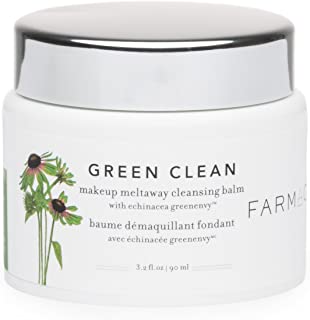 GREEN CLEAN
makeup meltaway cleansing balm
with echinacea greenenvy™
baume démaquillant fondant
avec échinacée greenenvyᴹᶜ
3.2 fl.oz | 90 ml